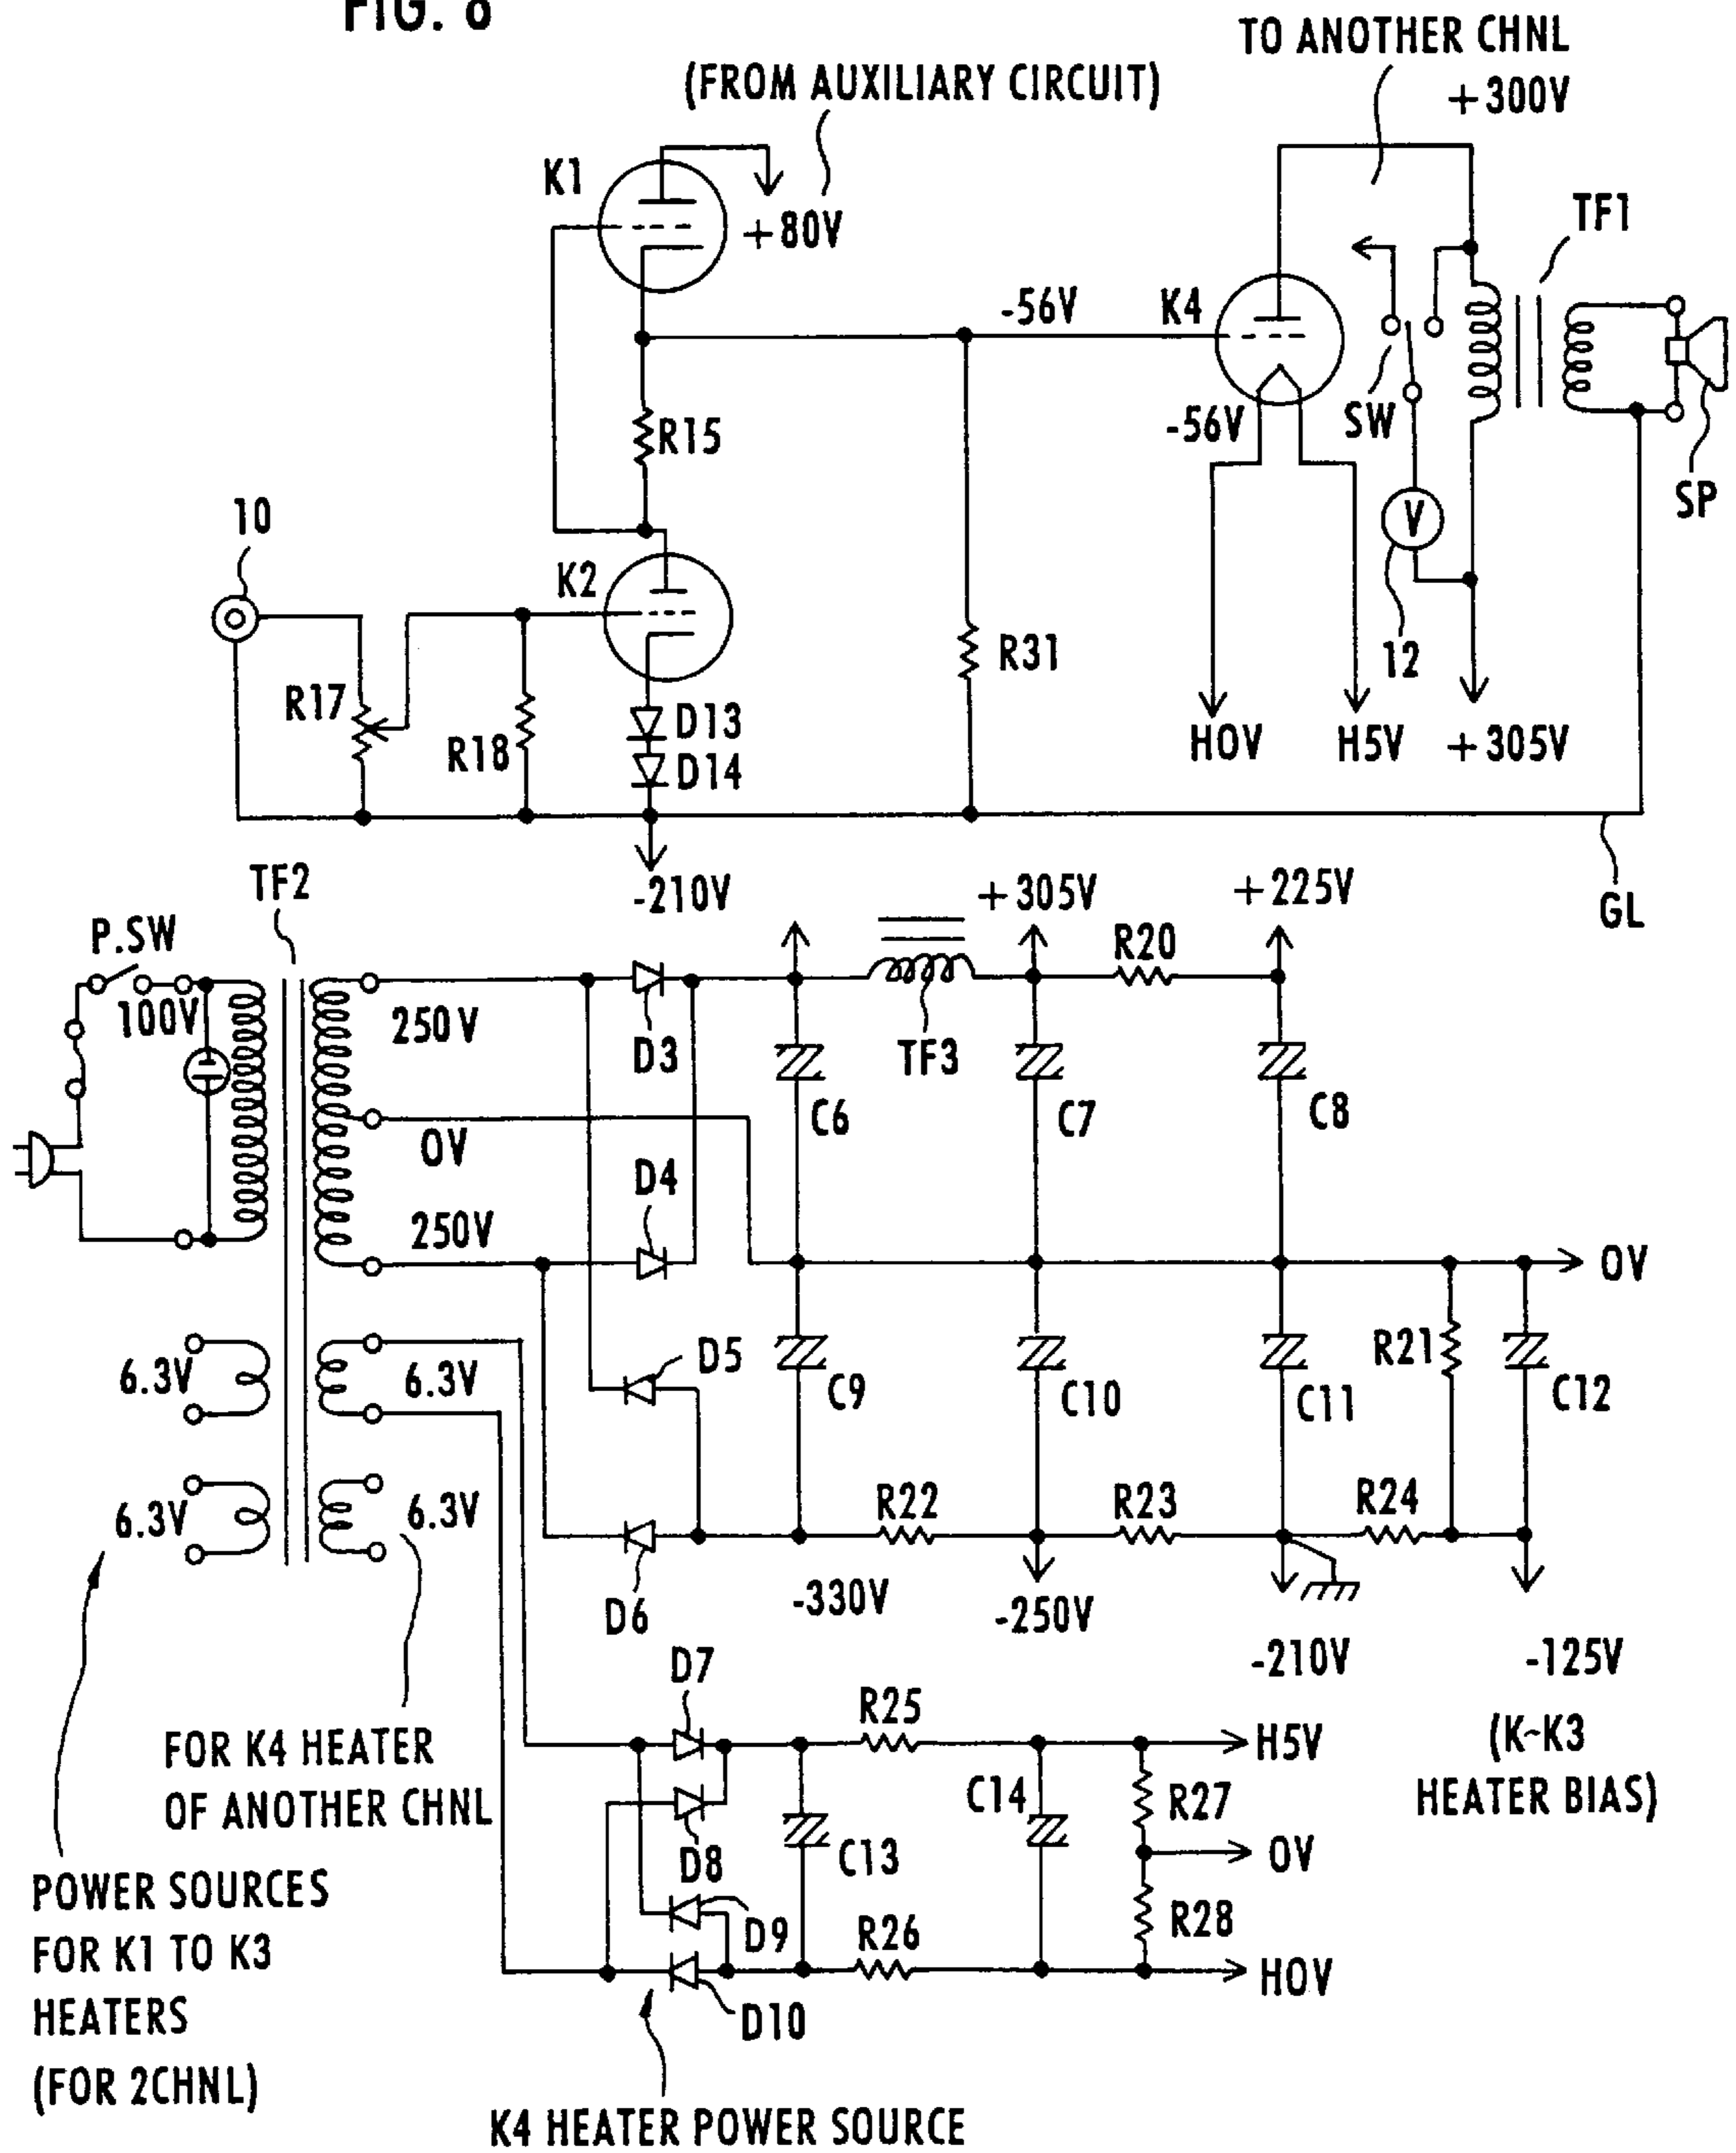 FIG. 8
TO ANOTHER CHNL
(FROM AUXILIARY CIRCUIT)
+300V
K1
+80V
TF1
-56V
K4
-56V
SW
R15
SP
10
K2
R31
12
R17
R18
D13
D14
HOV
H5V
+305V
-210V
GL
TF2
P.SW
100V
+305V
+225V
R20
250V
D3
TF3
C6
C7
C8
0V
D4
250V
0V
6.3V
6.3V
D5
C9
C10
C11
R21
C12
6.3V
6.3V
R22
R23
R24
D6
-330V
-250V
-210V
-125V
D7
R25
FOR K4 HEATER
OF ANOTHER CHNL
H5V
(K~K3
HEATER BIAS)
C14
R27
D8
C13
0V
POWER SOURCES
FOR K1 TO K3
HEATERS
(FOR 2CHNL)
D9
R26
R28
HOV
D10
K4 HEATER POWER SOURCE
V